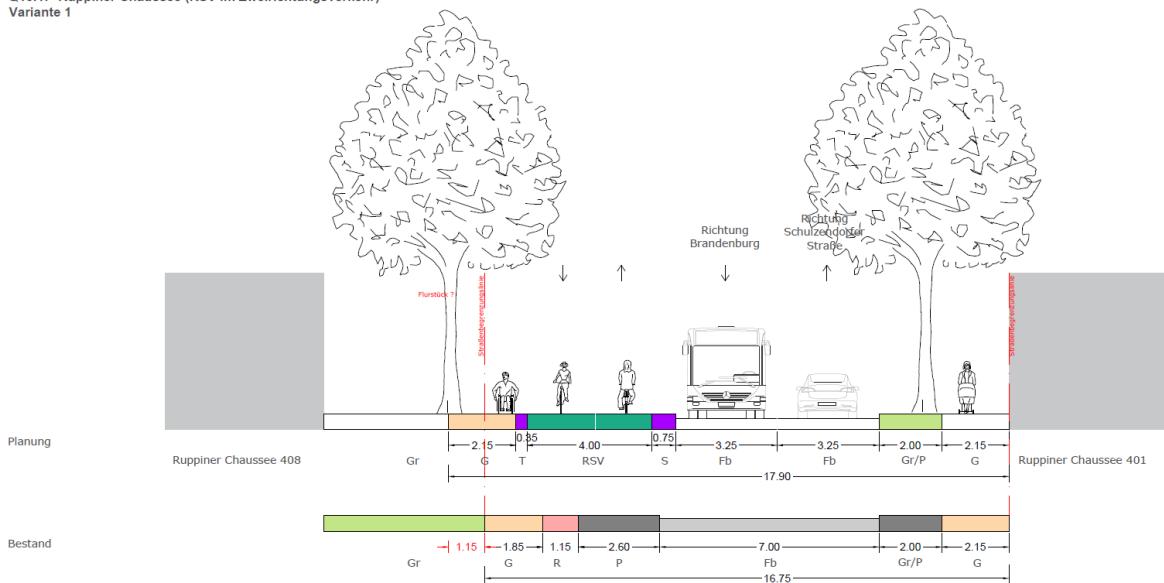 Variante 1
Richtung
Brandenburg
Richtung
Schulzendorfer
Straße
Flurstück ?
Straßenbegrenzungslinie
Straßenbegrenzungslinie
Planung
2.15 0.35 4.00 0.75 3.25 3.25 2.00 2.15
Ruppiner Chaussee 408 Gr G T RSV S Fb Fb Gr/P G Ruppiner Chaussee 401
17.90
Bestand
1.15 1.85 1.15 2.60 7.00 2.00 2.15
Gr G R P Fb Gr/P G
16.75